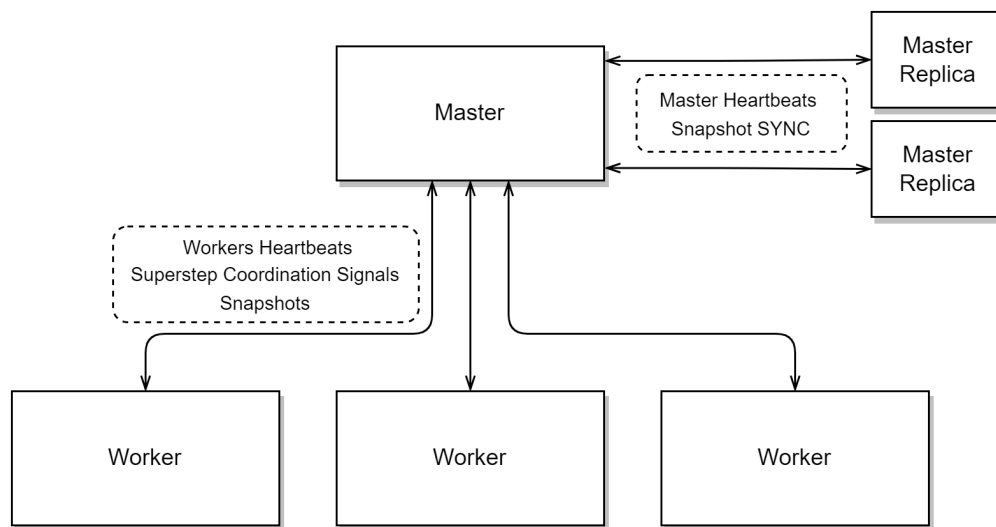 Master
Master
Replica
Master Heartbeats
Snapshot SYNC
Master
Replica
Workers Heartbeats
Superstep Coordination Signals
Snapshots
Worker
Worker
Worker